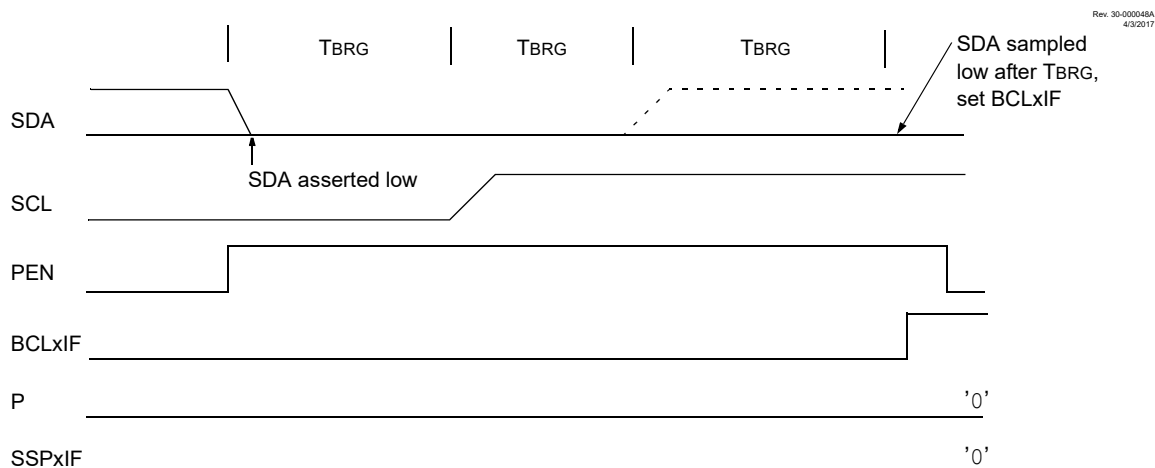 Rev. 30-000048A
4/3/2017
TBRG
TBRG
TBRG
SDA sampled
low after TBRG,
set BCLxIF
SDA
SDA asserted low
SCL
PEN
BCLxIF
P
'0'
SSPxIF
'0'